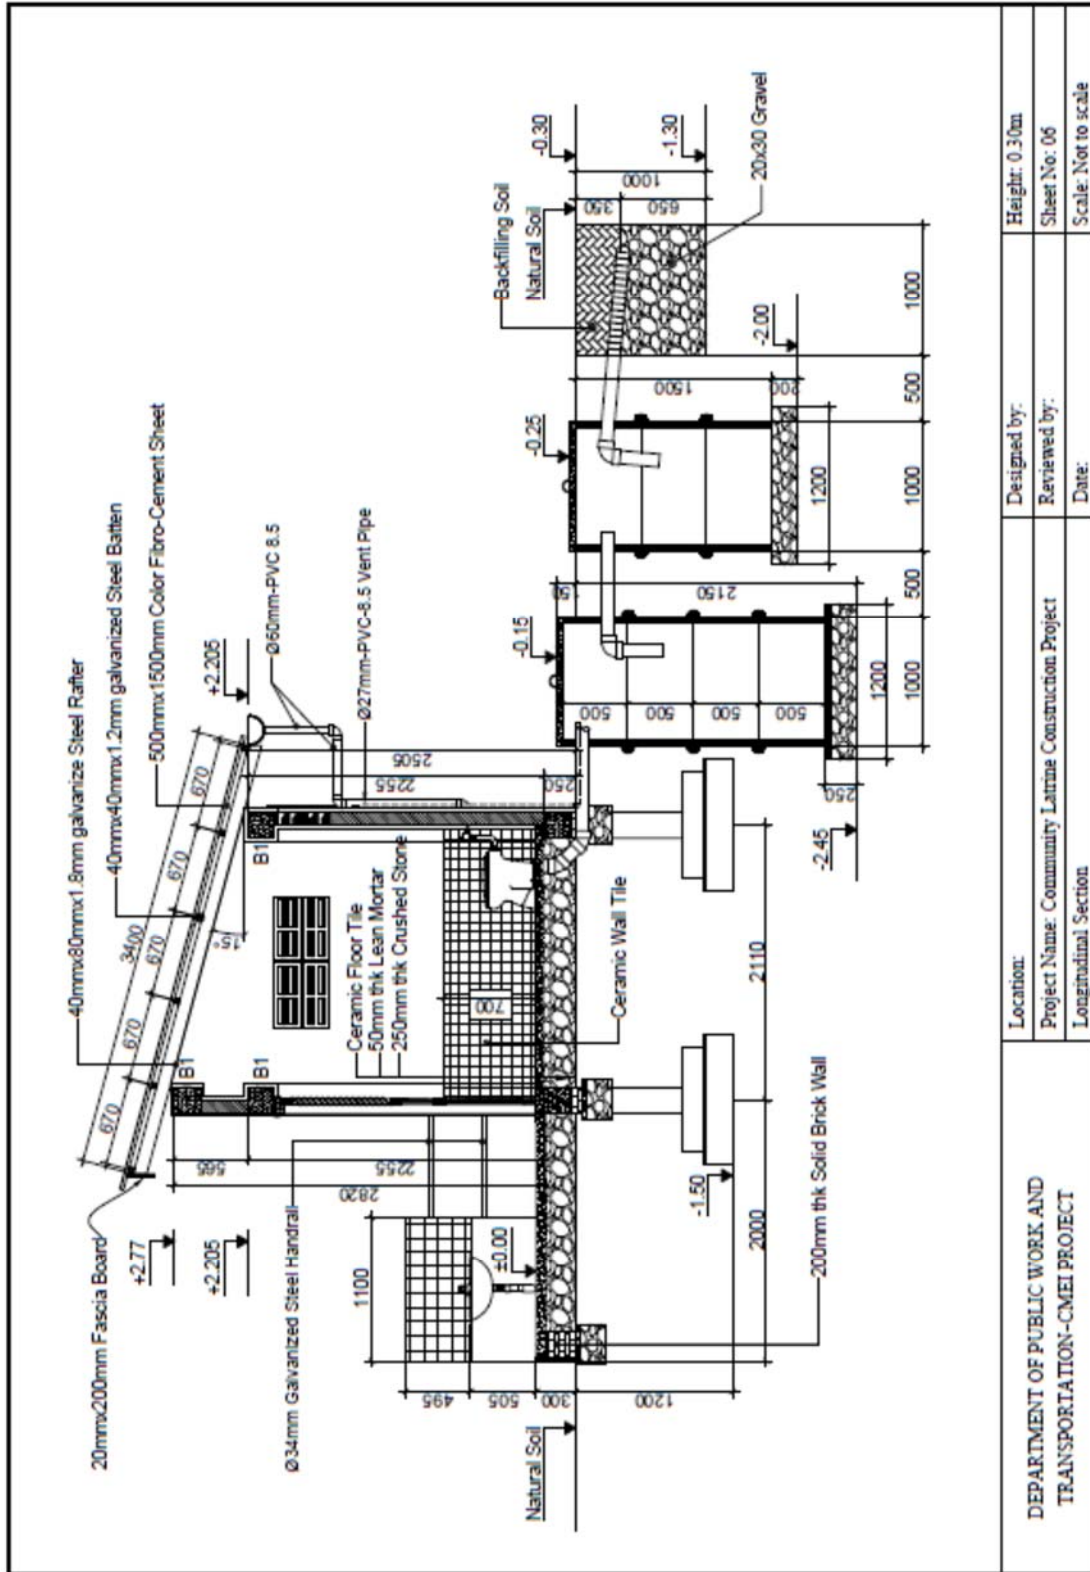 20mmx200mm Fascia Board
40mmx80mmx1.8mm galvanize Steel Rafter
40mmx40mmx1.2mm galvanized Steel Batten
500mmx1500mm Color Fibro-Cement Sheet
3400
670
670
670
670
670
15°
+2.77
+2.205
+2.205
Ø60mm-PVC 8.5
Ø27mm-PVC-8.5 Vent Pipe
B1
B1
B1
565
2255
2820
2255
2505
250
Ø34mm Galvanized Steel Handrail
Ceramic Floor Tile
50mm thk Lean Mortar
250mm thk Crushed Stone
700
1100
495
505
300
1200
±0.00
Natural Soil
Ceramic Wall Tile
200mm thk Solid Brick Wall
-1.50
2000
2110
-0.15
150
2150
500
500
500
500
250
-2.45
1200
1000
500
-0.25
1500
200
-2.00
1200
1000
500
1000
Backfilling Soil
Natural Soil
-0.30
350
650
1000
-1.30
20x30 Gravel
DEPARTMENT OF PUBLIC WORK AND
TRANSPORTATION-CMEI PROJECT
Location:
Project Name: Community Latrine Construction Project
Longitudinal Section
Designed by:
Reviewed by:
Date:
Height: 0.30m
Sheet No: 06
Scale: Not to scale